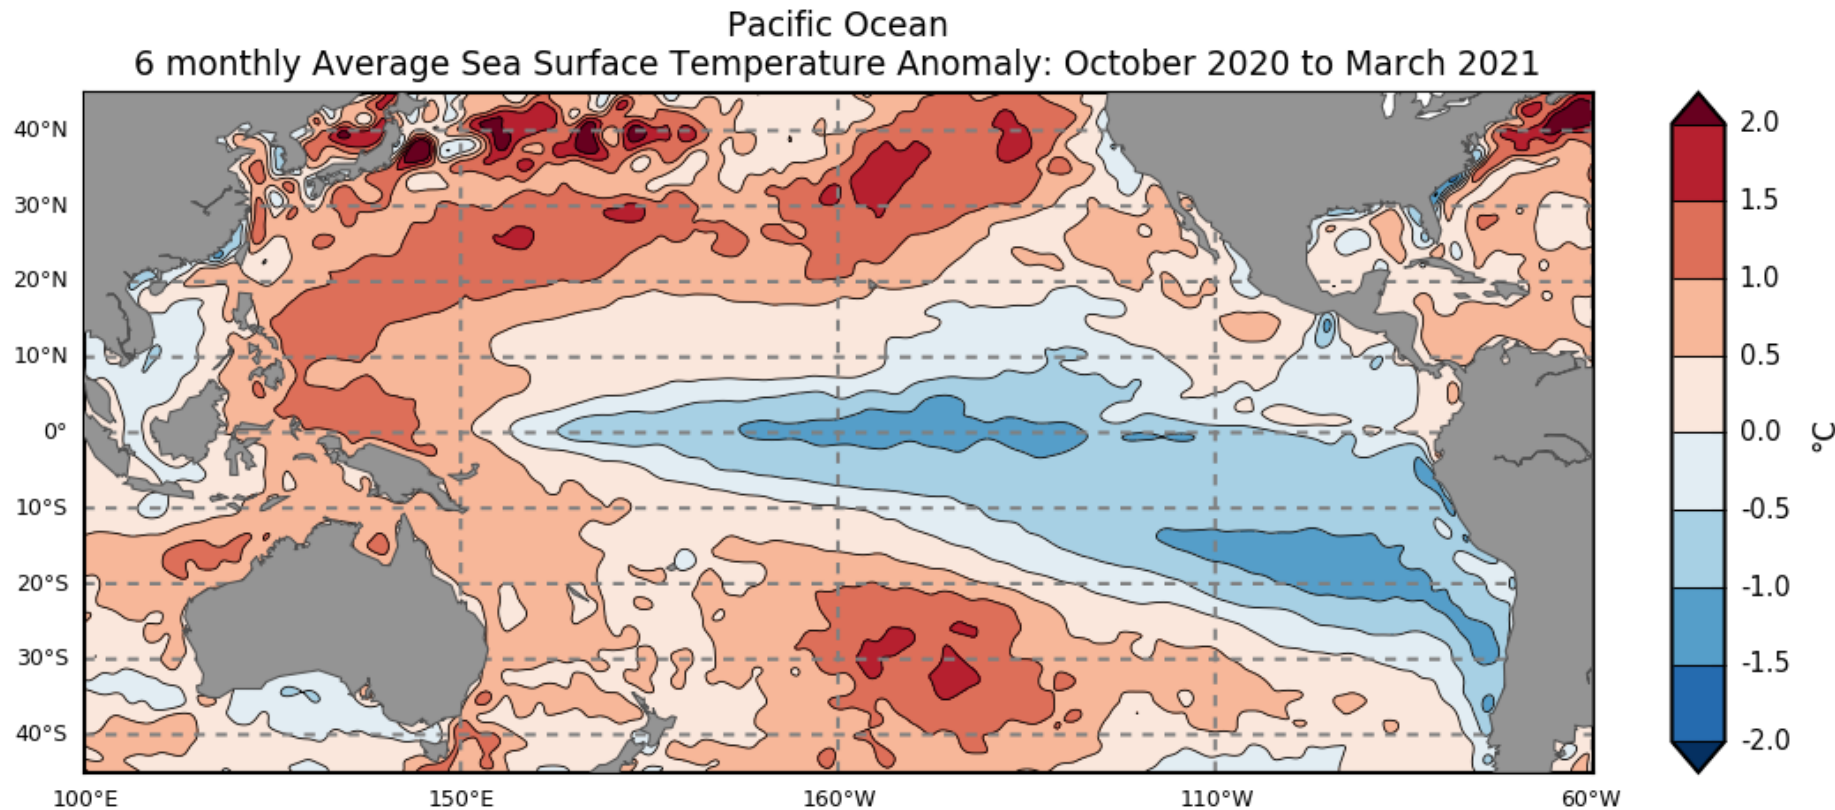 Pacific Ocean
6 monthly Average Sea Surface Temperature Anomaly: October 2020 to March 2021
40°N
30°N
20°N
10°N
0°
10°S
20°S
30°S
40°S
100°E
150°E
160°W
110°W
60°W
2.0
1.5
1.0
0.5
0.0
-0.5
-1.0
-1.5
-2.0
°C